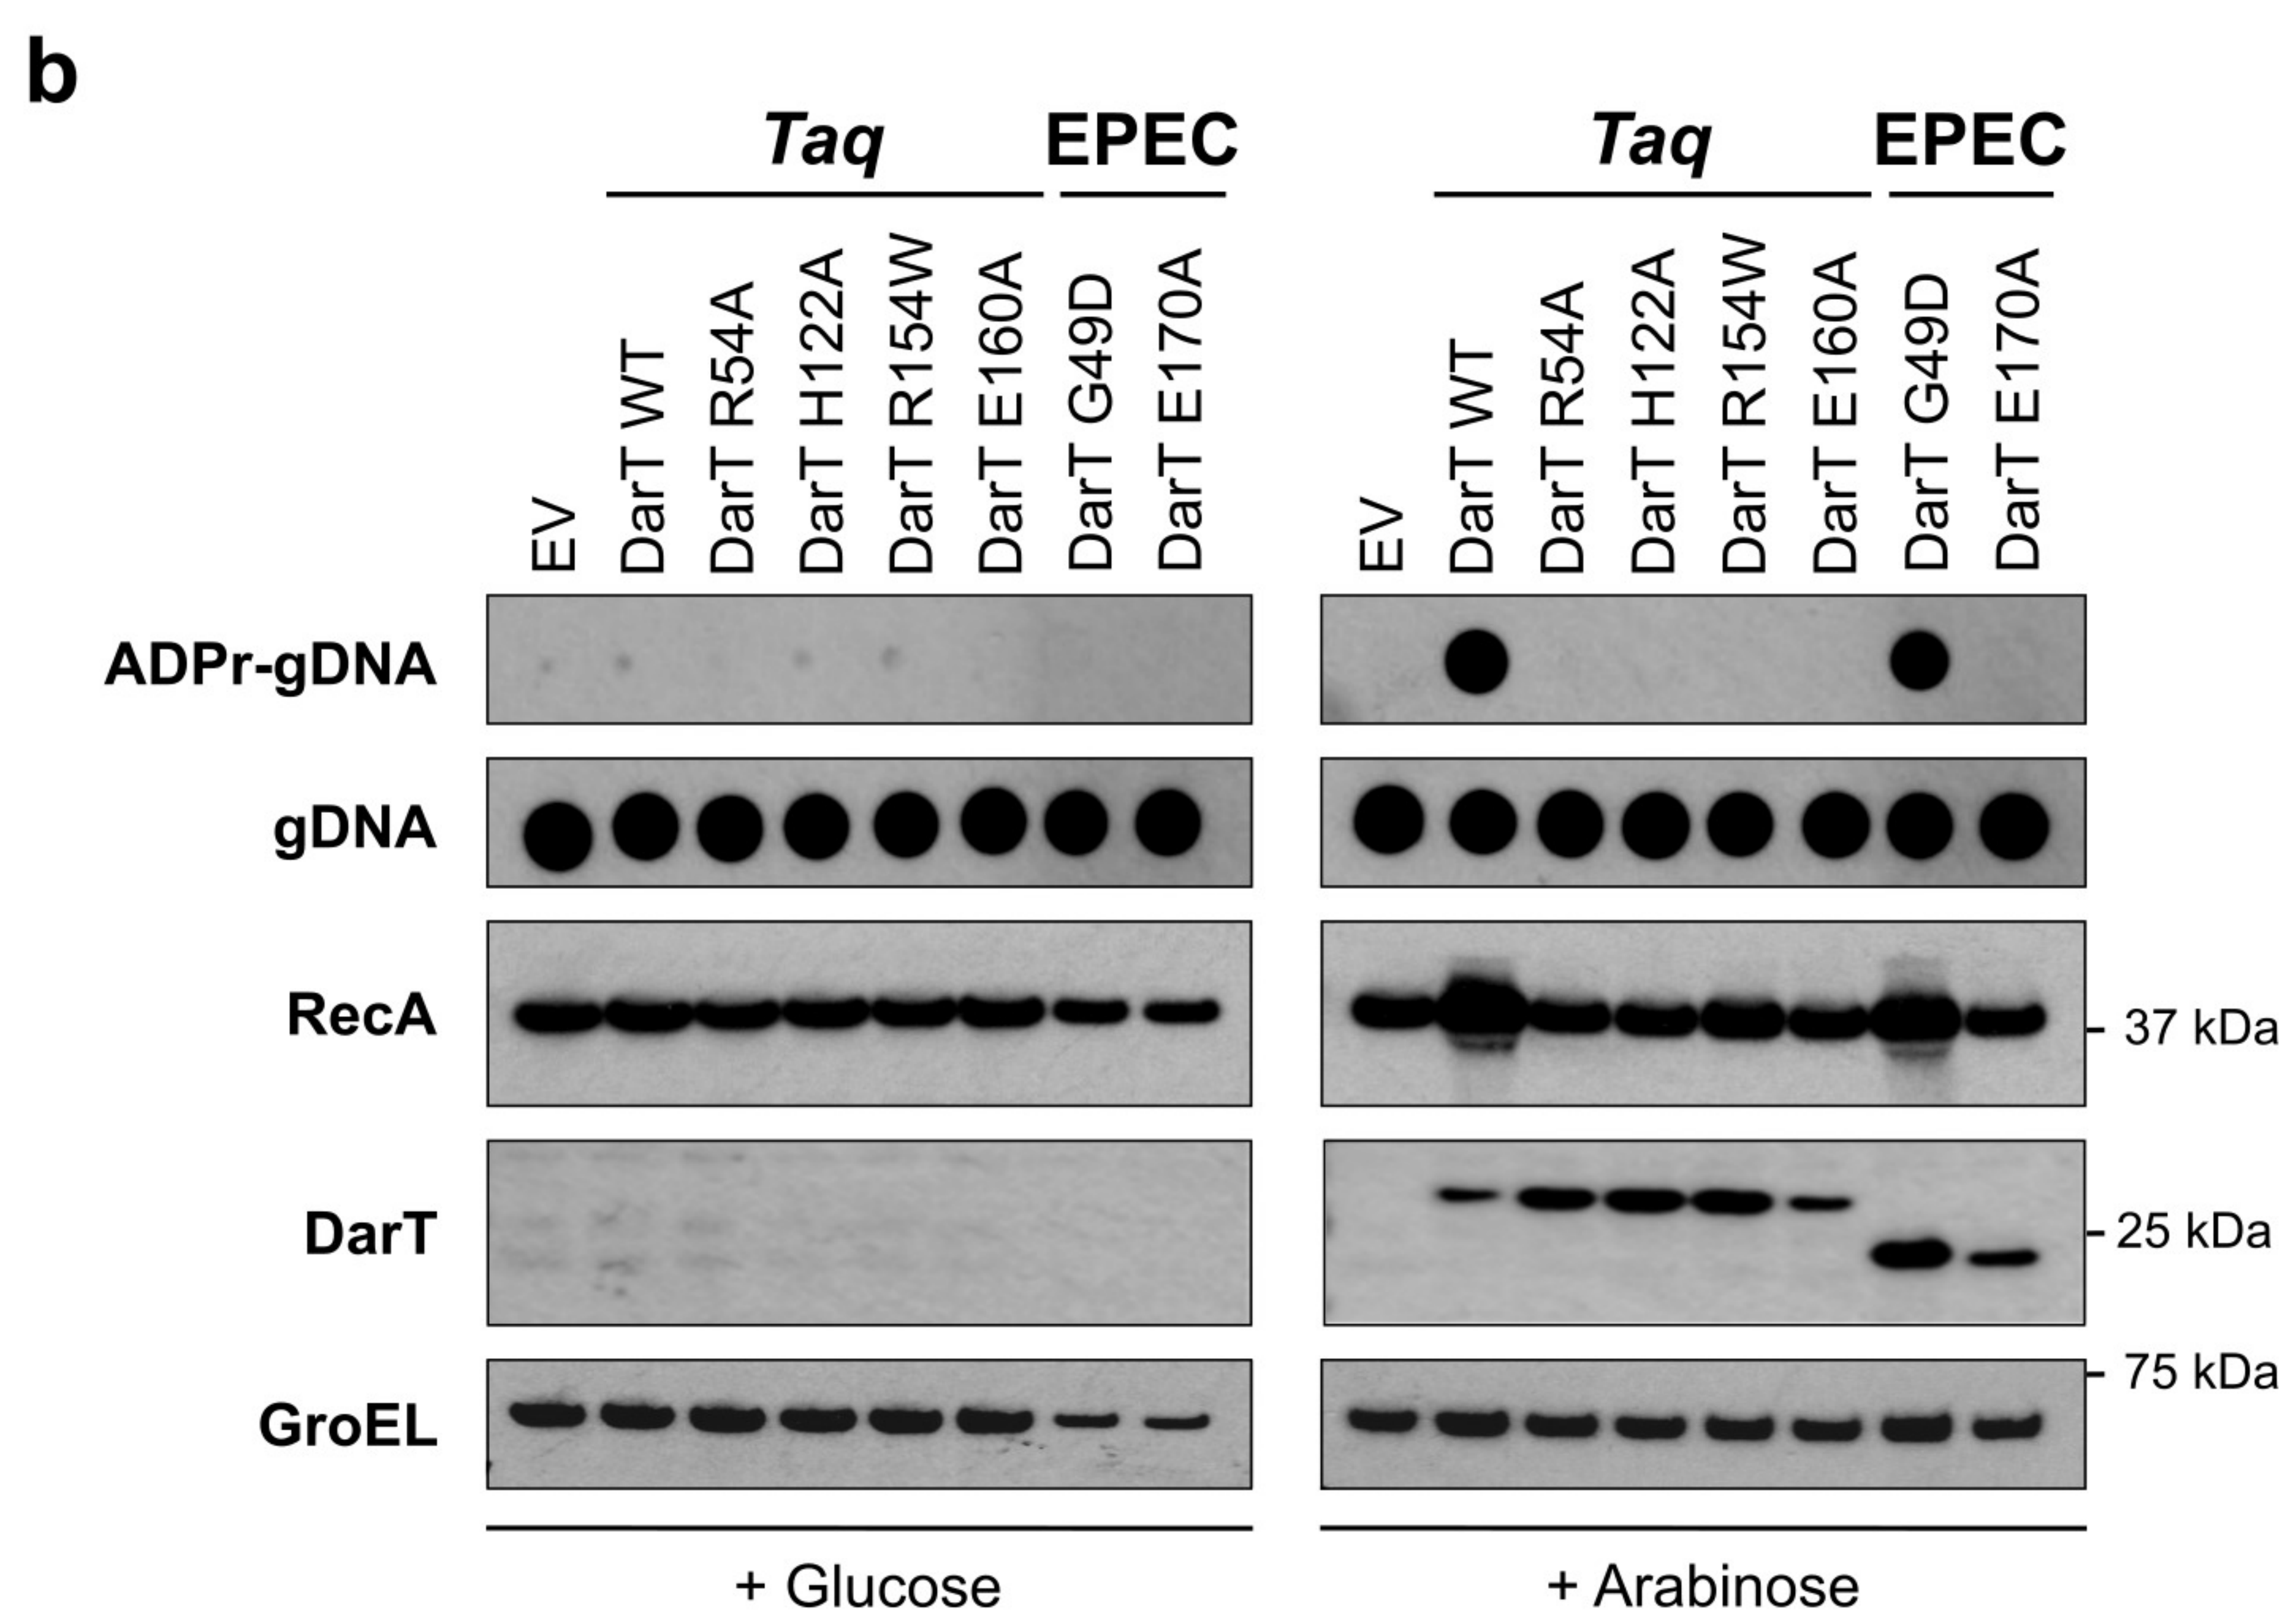 b
Taq EPEC Taq EPEC
EV DarT WT DarT R54A DarT H122A DarT R154W DarT E160A DarT G49D DarT E170A EV DarT WT DarT R54A DarT H122A DarT R154W DarT E160A DarT G49D DarT E170A
ADPr-gDNA
gDNA
RecA
- 37 kDa
DarT
- 25 kDa
- 75 kDa
GroEL
+ Glucose + Arabinose